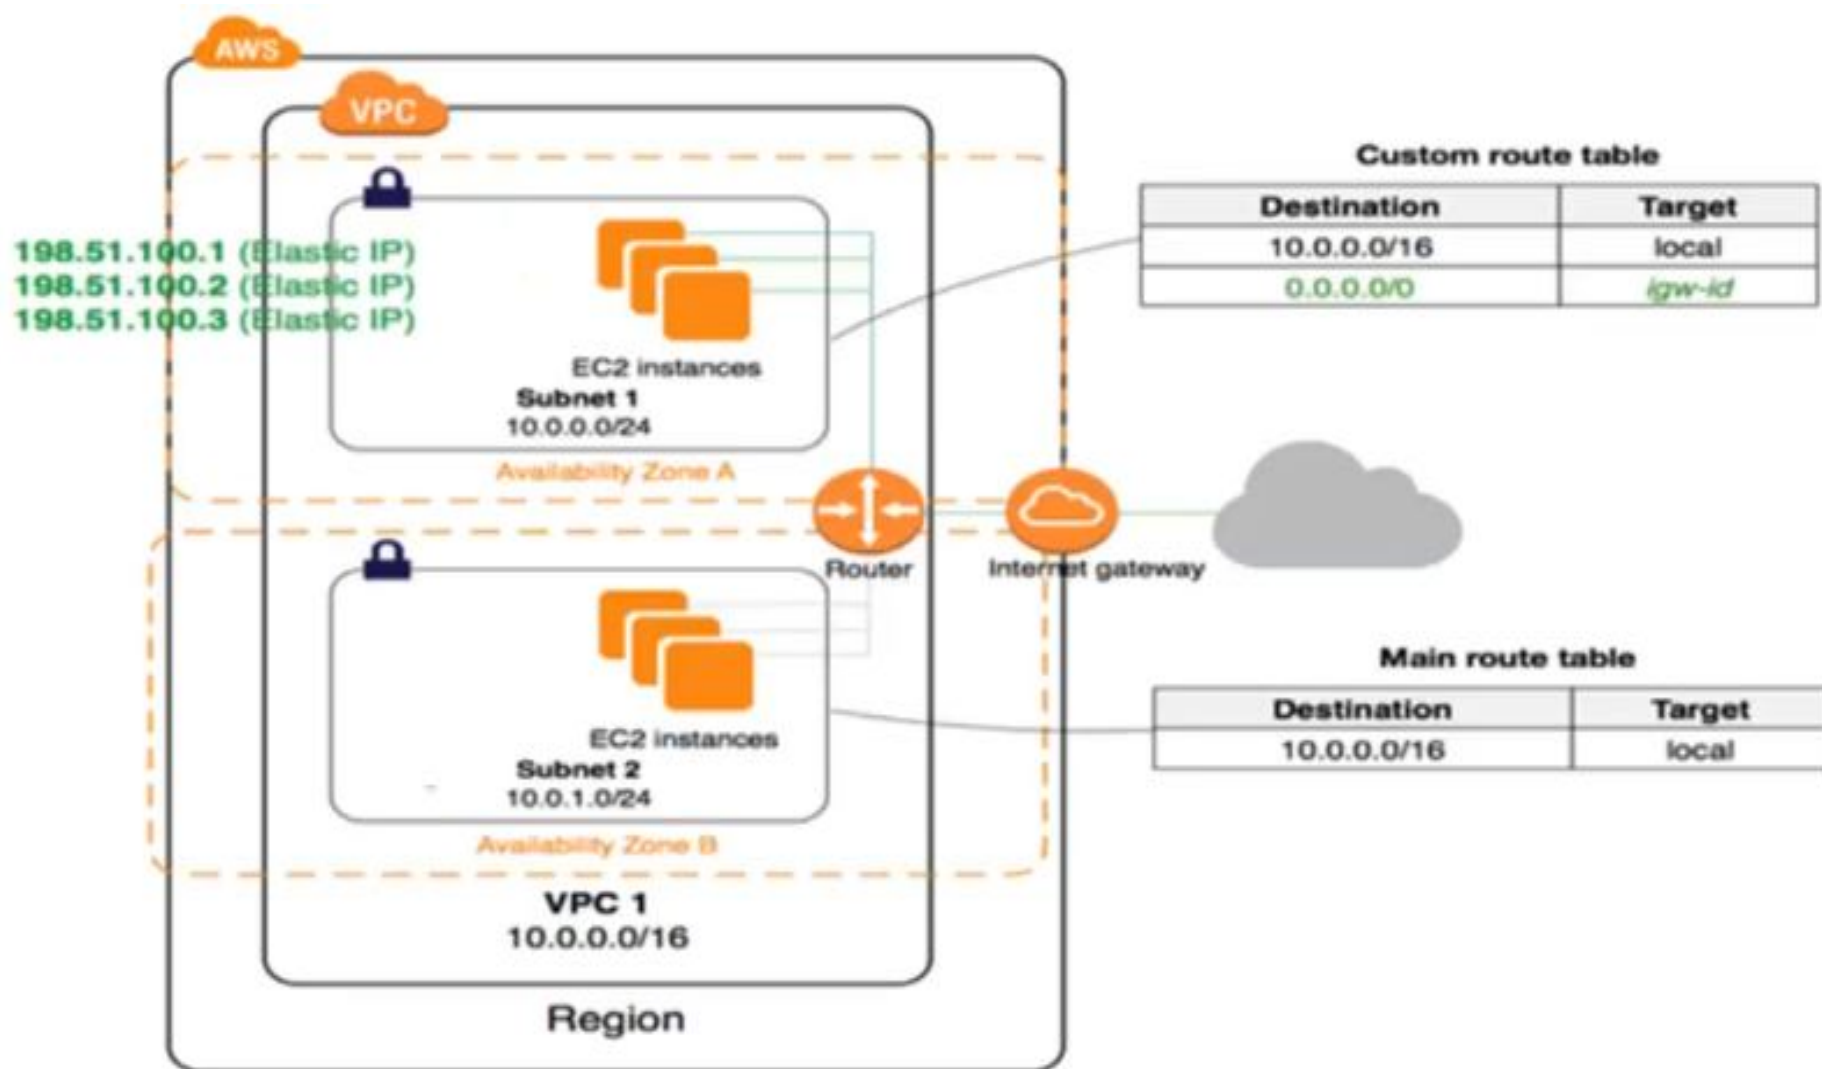 AWS
VPC
198.51.100.1 (Elastic IP)
198.51.100.2 (Elastic IP)
198.51.100.3 (Elastic IP)
EC2 instances
Subnet 1
10.0.0.0/24
Availability Zone A
Router
Internet gateway
EC2 instances
Subnet 2
10.0.1.0/24
Availability Zone B
VPC 1
10.0.0.0/16
Region
Custom route table
Destination Target
10.0.0.0/16 local
0.0.0.0/0 igw-id
Main route table
Destination Target
10.0.0.0/16 local